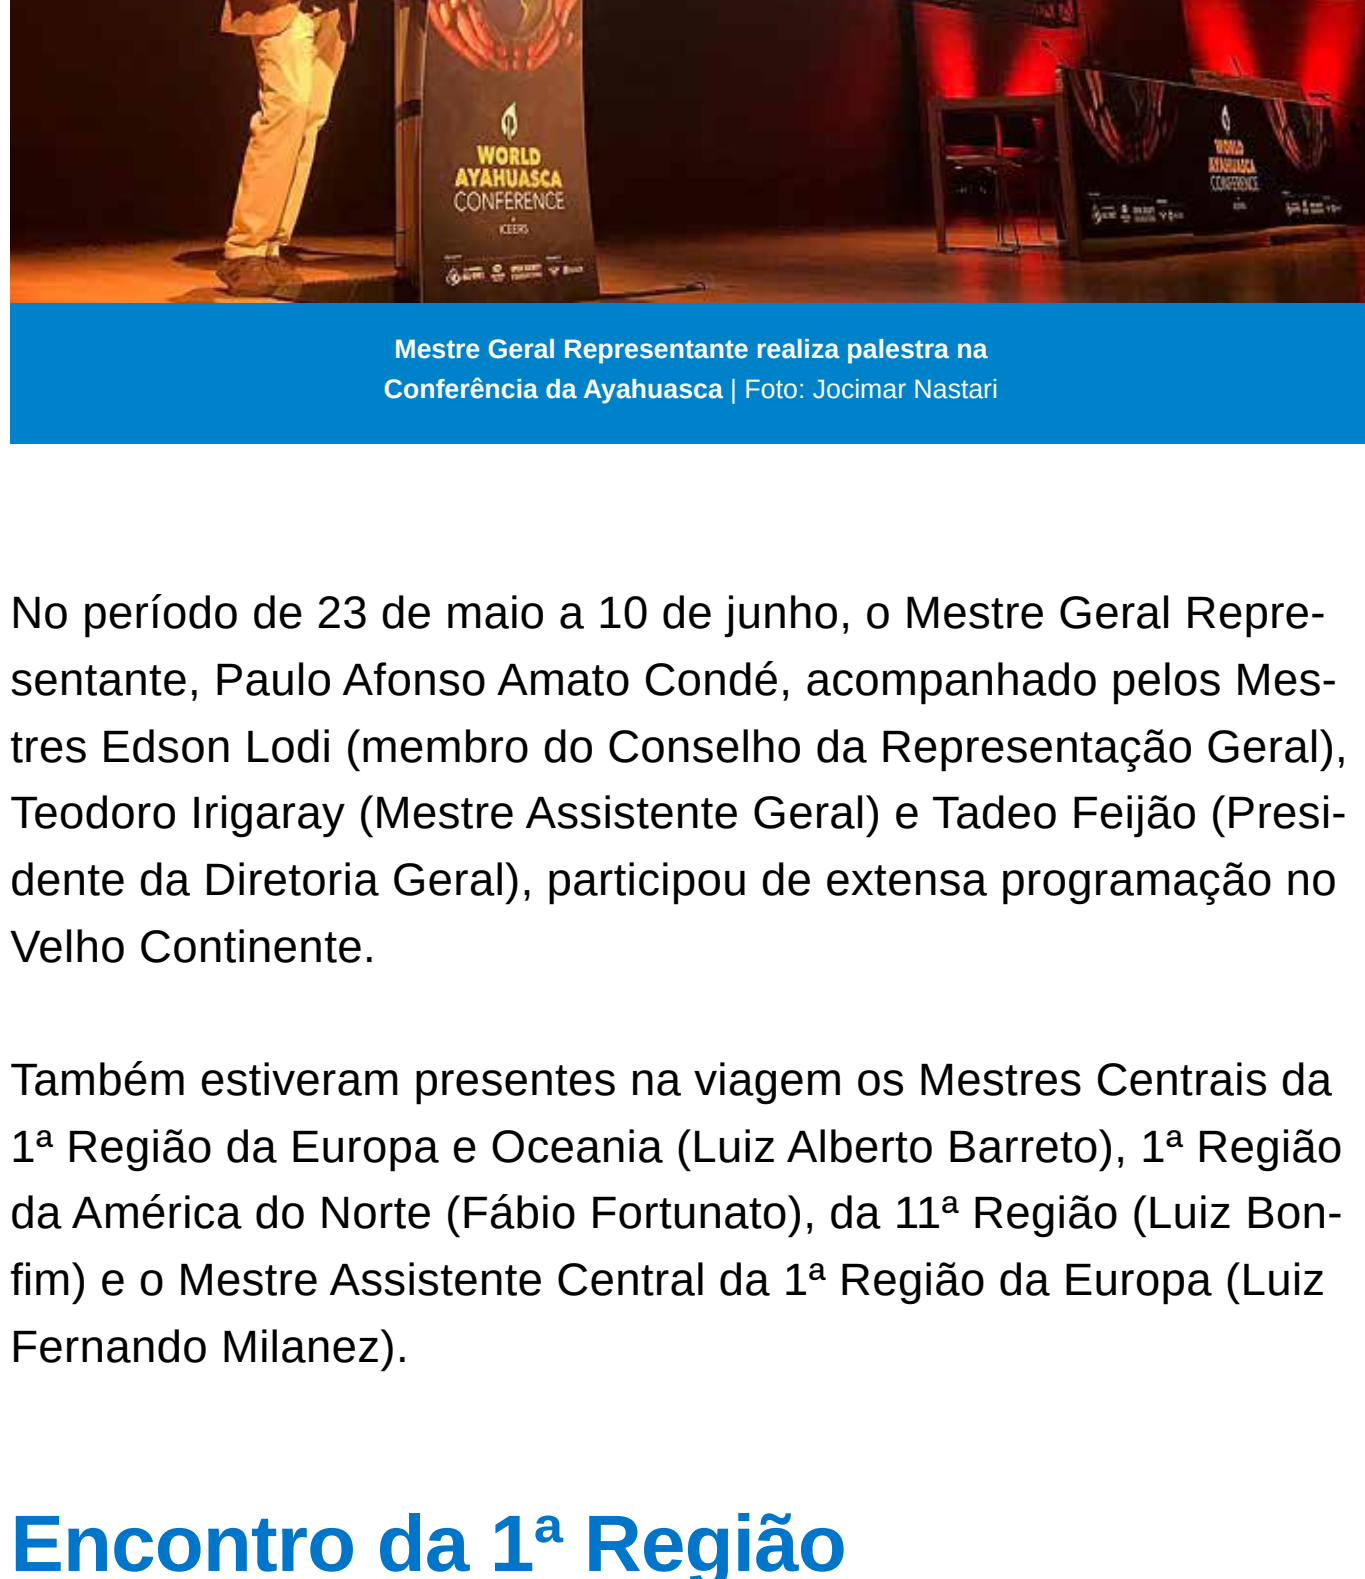 WORLD
AYAHUASCA
CONFERENCE
ICEERS
WORLD
AYAHUASCA
CONFERENCE
Mestre Geral Representante realiza palestra na
Conferência da Ayahuasca | Foto: Jocimar Nastari
No período de 23 de maio a 10 de junho, o Mestre Geral Repre-
sentante, Paulo Afonso Amato Condé, acompanhado pelos Mes-
tres Edson Lodi (membro do Conselho da Representação Geral),
Teodoro Irigaray (Mestre Assistente Geral) e Tadeo Feijão (Presi-
dente da Diretoria Geral), participou de extensa programação no
Velho Continente.
Também estiveram presentes na viagem os Mestres Centrais da
1ª Região da Europa e Oceania (Luiz Alberto Barreto), 1ª Região
da América do Norte (Fábio Fortunato), da 11ª Região (Luiz Bon-
fim) e o Mestre Assistente Central da 1ª Região da Europa (Luiz
Fernando Milanez).
Encontro da 1ª Região